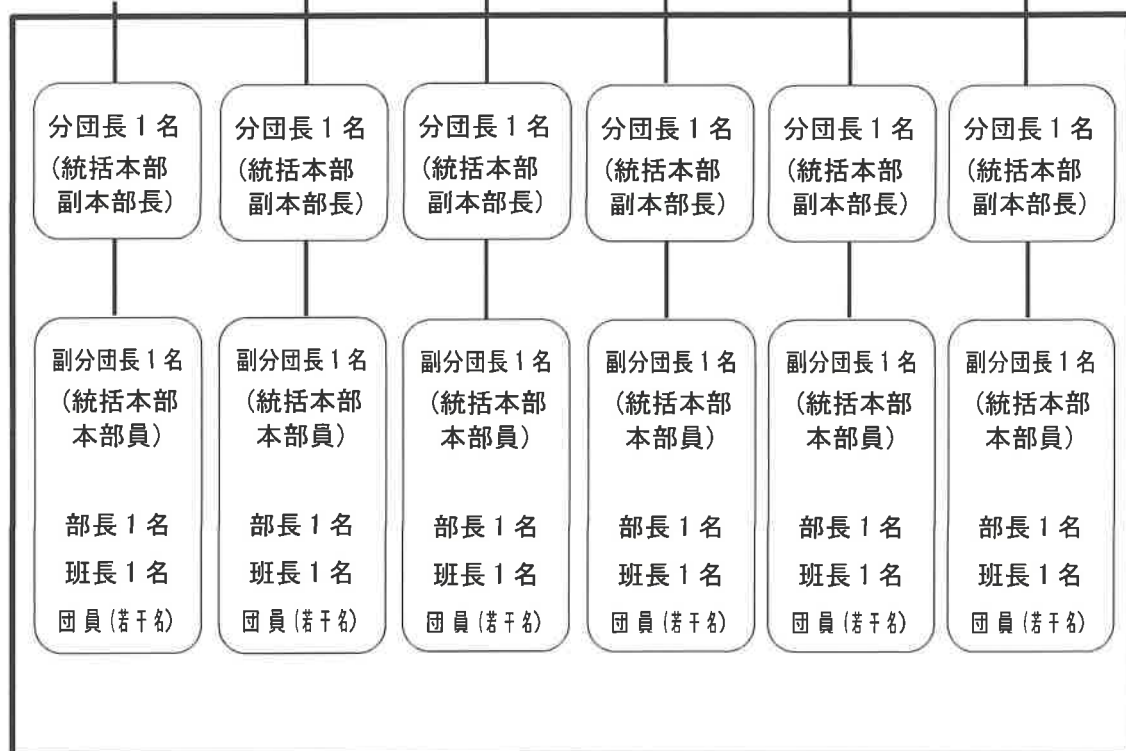 分団長1名
(統括本部
副本部長)
分団長1名
(統括本部
副本部長)
分団長1名
(統括本部
副本部長)
分団長1名
(統括本部
副本部長)
分団長1名
(統括本部
副本部長)
分団長1名
(統括本部
副本部長)
副分団長1名
(統括本部
本部員)
部長1名
班長1名
団員(若干名)
副分団長1名
(統括本部
本部員)
部長1名
班長1名
団員(若干名)
副分団長1名
(統括本部
本部員)
部長1名
班長1名
団員(若干名)
副分団長1名
(統括本部
本部員)
部長1名
班長1名
団員(若干名)
副分団長1名
(統括本部
本部員)
部長1名
班長1名
団員(若干名)
副分団長1名
(統括本部
本部員)
部長1名
班長1名
団員(若干名)